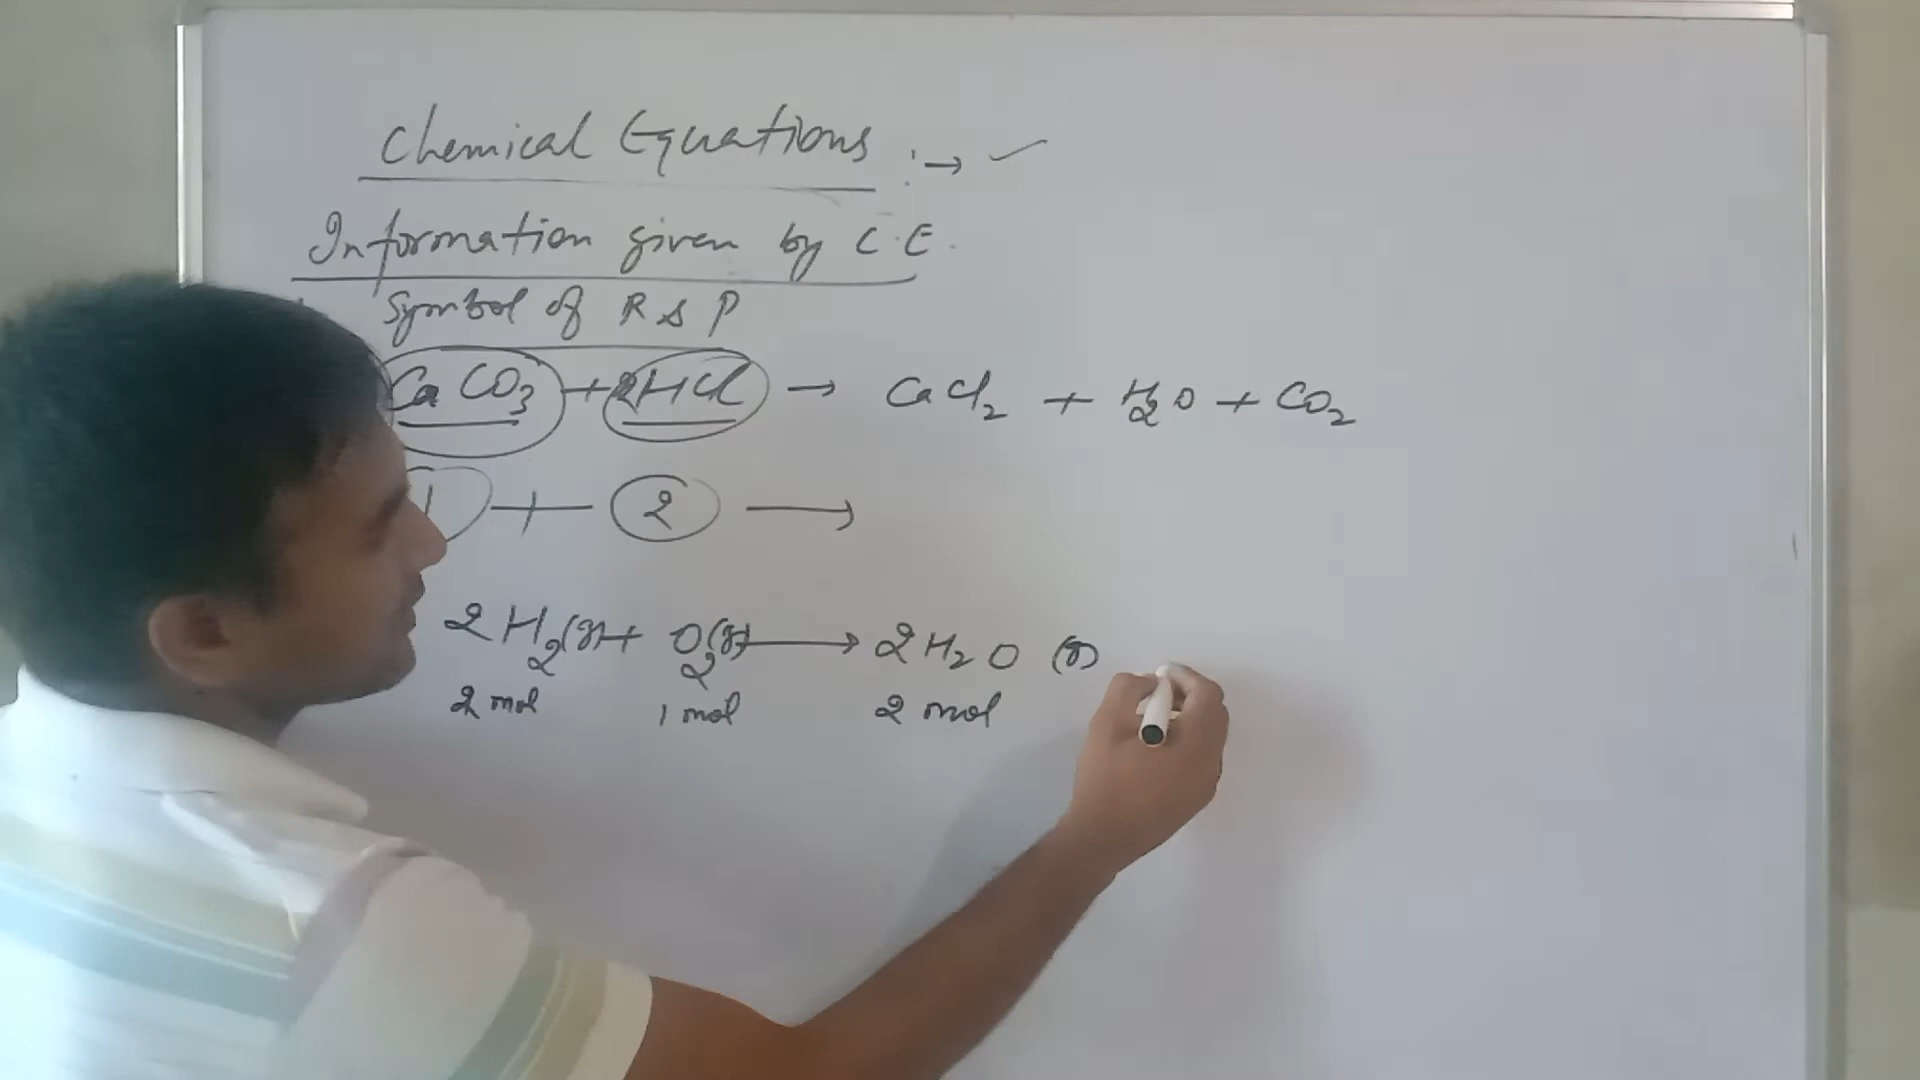 Chemical Equations :→ ✓
Information given by C.E.
Symbol of R & P
CaCO3 + 2HCl → CaCl2 + H2O + CO2
1 + 2 →
2H2(g) + O2(g) → 2H2O (g)
2 mol 1 mol 2 mol